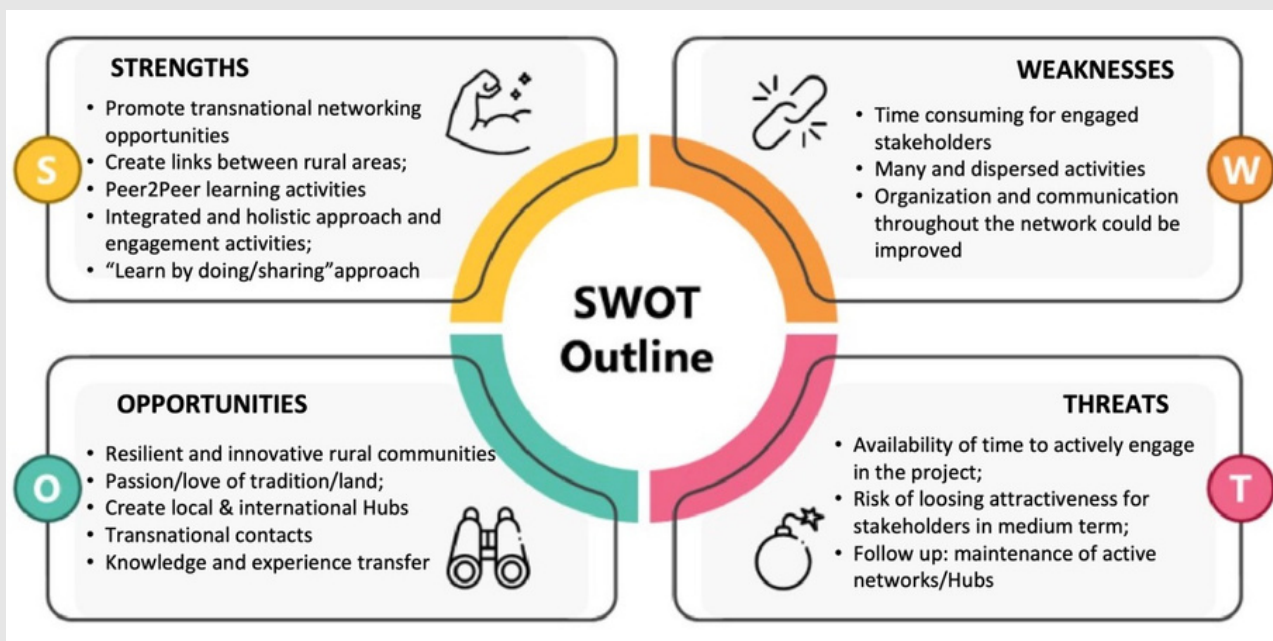 STRENGTHS
• Promote transnational networking
opportunities
• Create links between rural areas;
• Peer2Peer learning activities
• Integrated and holistic approach and
engagement activities;
• “Learn by doing/sharing”approach
S
WEAKNESSES
• Time consuming for engaged
stakeholders
• Many and dispersed activities
• Organization and communication
throughout the network could be
improved
W
SWOT
Outline
OPPORTUNITIES
• Resilient and innovative rural communities
• Passion/love of tradition/land;
• Create local & international Hubs
• Transnational contacts
• Knowledge and experience transfer
O
THREATS
• Availability of time to actively engage
in the project;
• Risk of loosing attractiveness for
stakeholders in medium term;
• Follow up: maintenance of active
networks/Hubs
T